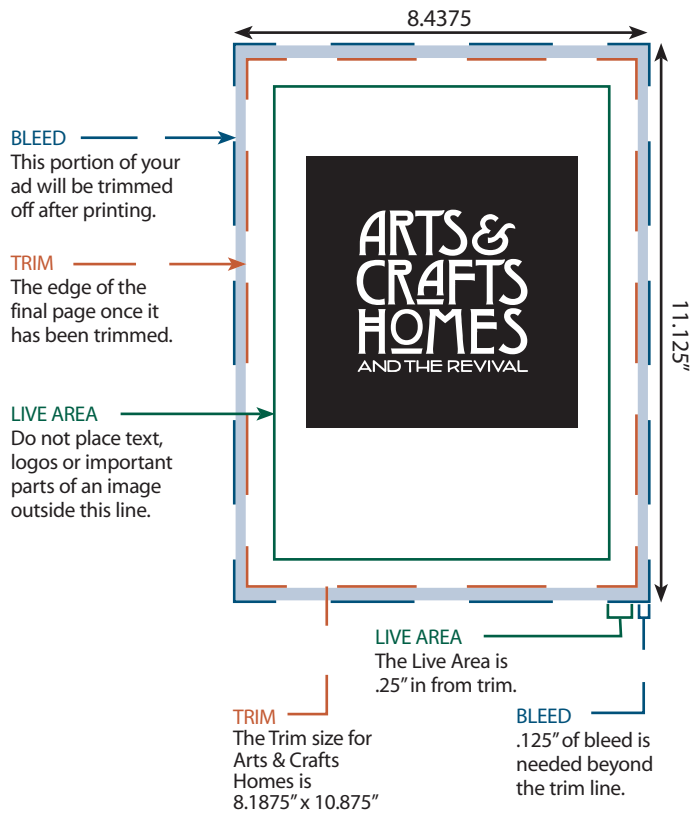 8.4375
BLEED
This portion of your
ad will be trimmed
off after printing.
TRIM
The edge of the
final page once it
has been trimmed.
LIVE AREA
Do not place text,
logos or important
parts of an image
outside this line.
ARTS &
CRAFTS
HOMES
AND THE REVIVAL
11.125"
LIVE AREA
The Live Area is
.25" in from trim.
TRIM
The Trim size for
Arts & Crafts
Homes is
8.1875" x 10.875"
BLEED
.125" of bleed is
needed beyond
the trim line.